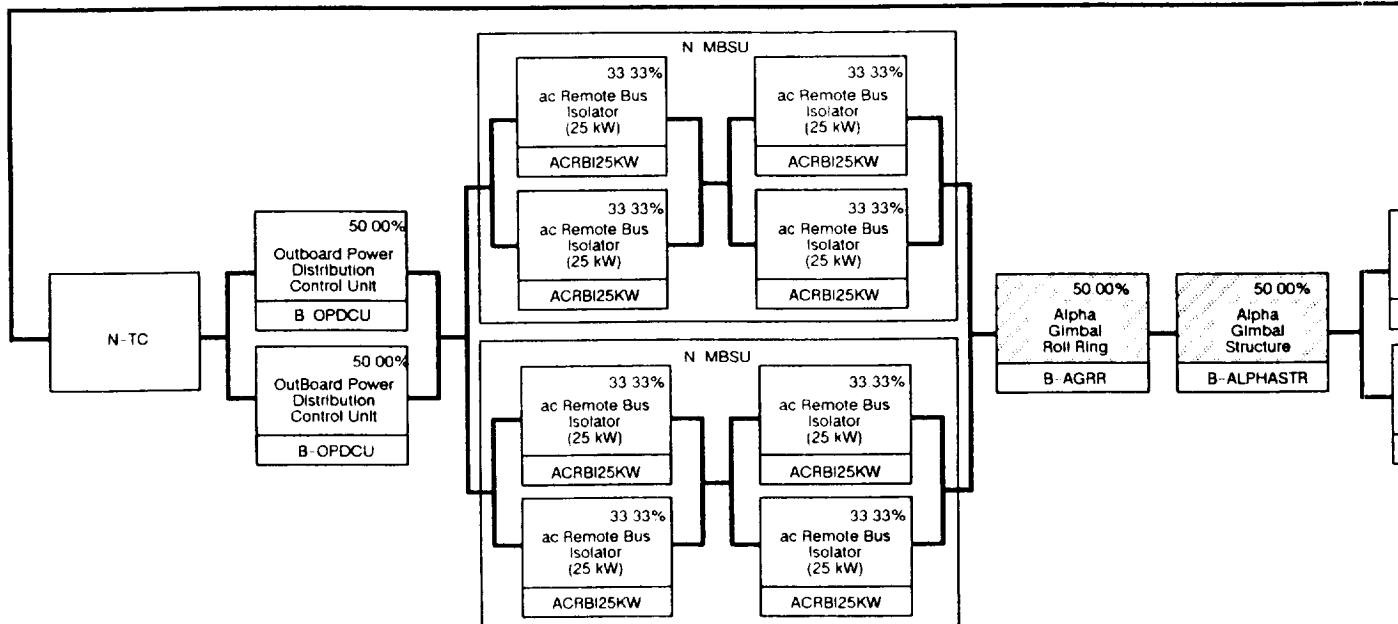 N-TC
50 00%
Outboard Power
Distribution
Control Unit
B-OPDCU
50 00%
OutBoard Power
Distribution
Control Unit
B-OPDCU
N MBSU
33 33%
ac Remote Bus
Isolator
(25 kW)
ACRBI25KW
33 33%
ac Remote Bus
Isolator
(25 kW)
ACRBI25KW
33 33%
ac Remote Bus
Isolator
(25 kW)
ACRBI25KW
33 33%
ac Remote Bus
Isolator
(25 kW)
ACRBI25KW
N MBSU
33 33%
ac Remote Bus
Isolator
(25 kW)
ACRBI25KW
33 33%
ac Remote Bus
Isolator
(25 kW)
ACRBI25KW
33 33%
ac Remote Bus
Isolator
(25 kW)
ACRBI25KW
33 33%
ac Remote Bus
Isolator
(25 kW)
ACRBI25KW
50 00%
Alpha
Gimbal
Roll Ring
B-AGRR
50 00%
Alpha
Gimbal
Structure
B-ALPHASTR